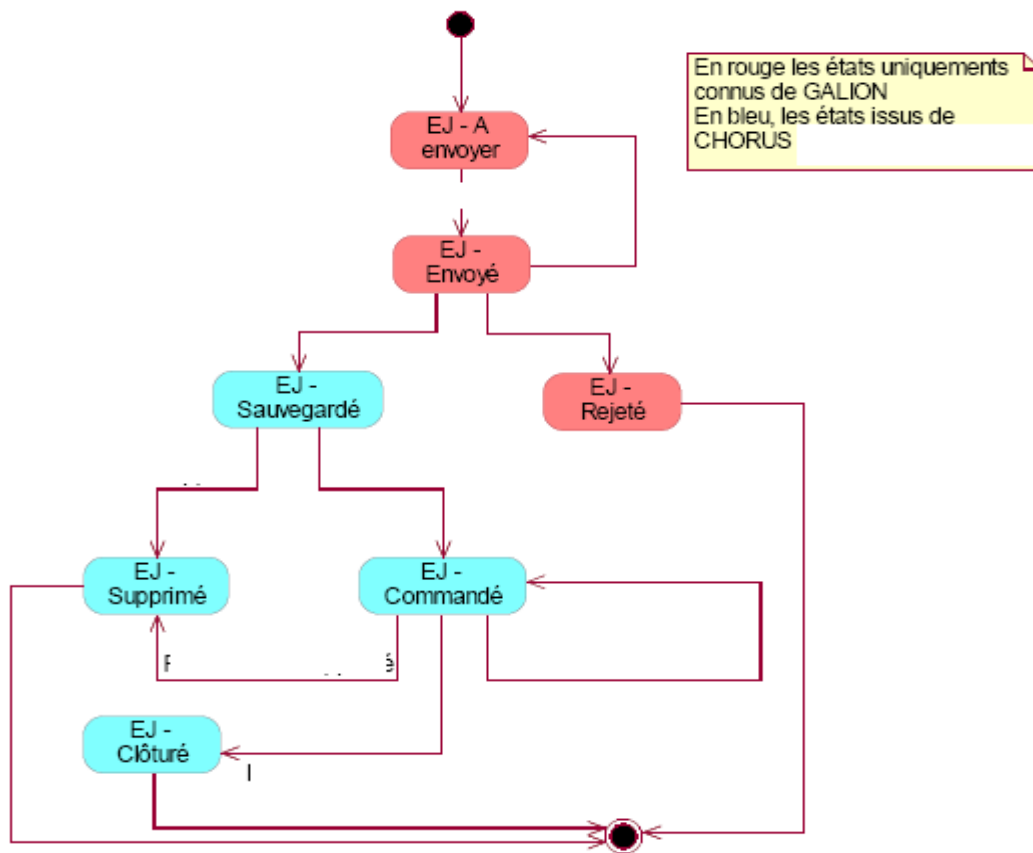 En rouge les états uniquements
connus de GALION
En bleu, les états issus de
CHORUS
EJ - A
envoyer
EJ -
Envoyé
EJ -
Sauvegardé
EJ -
Rejeté
EJ -
Supprimé
EJ -
Commandé
EJ -
Clôturé